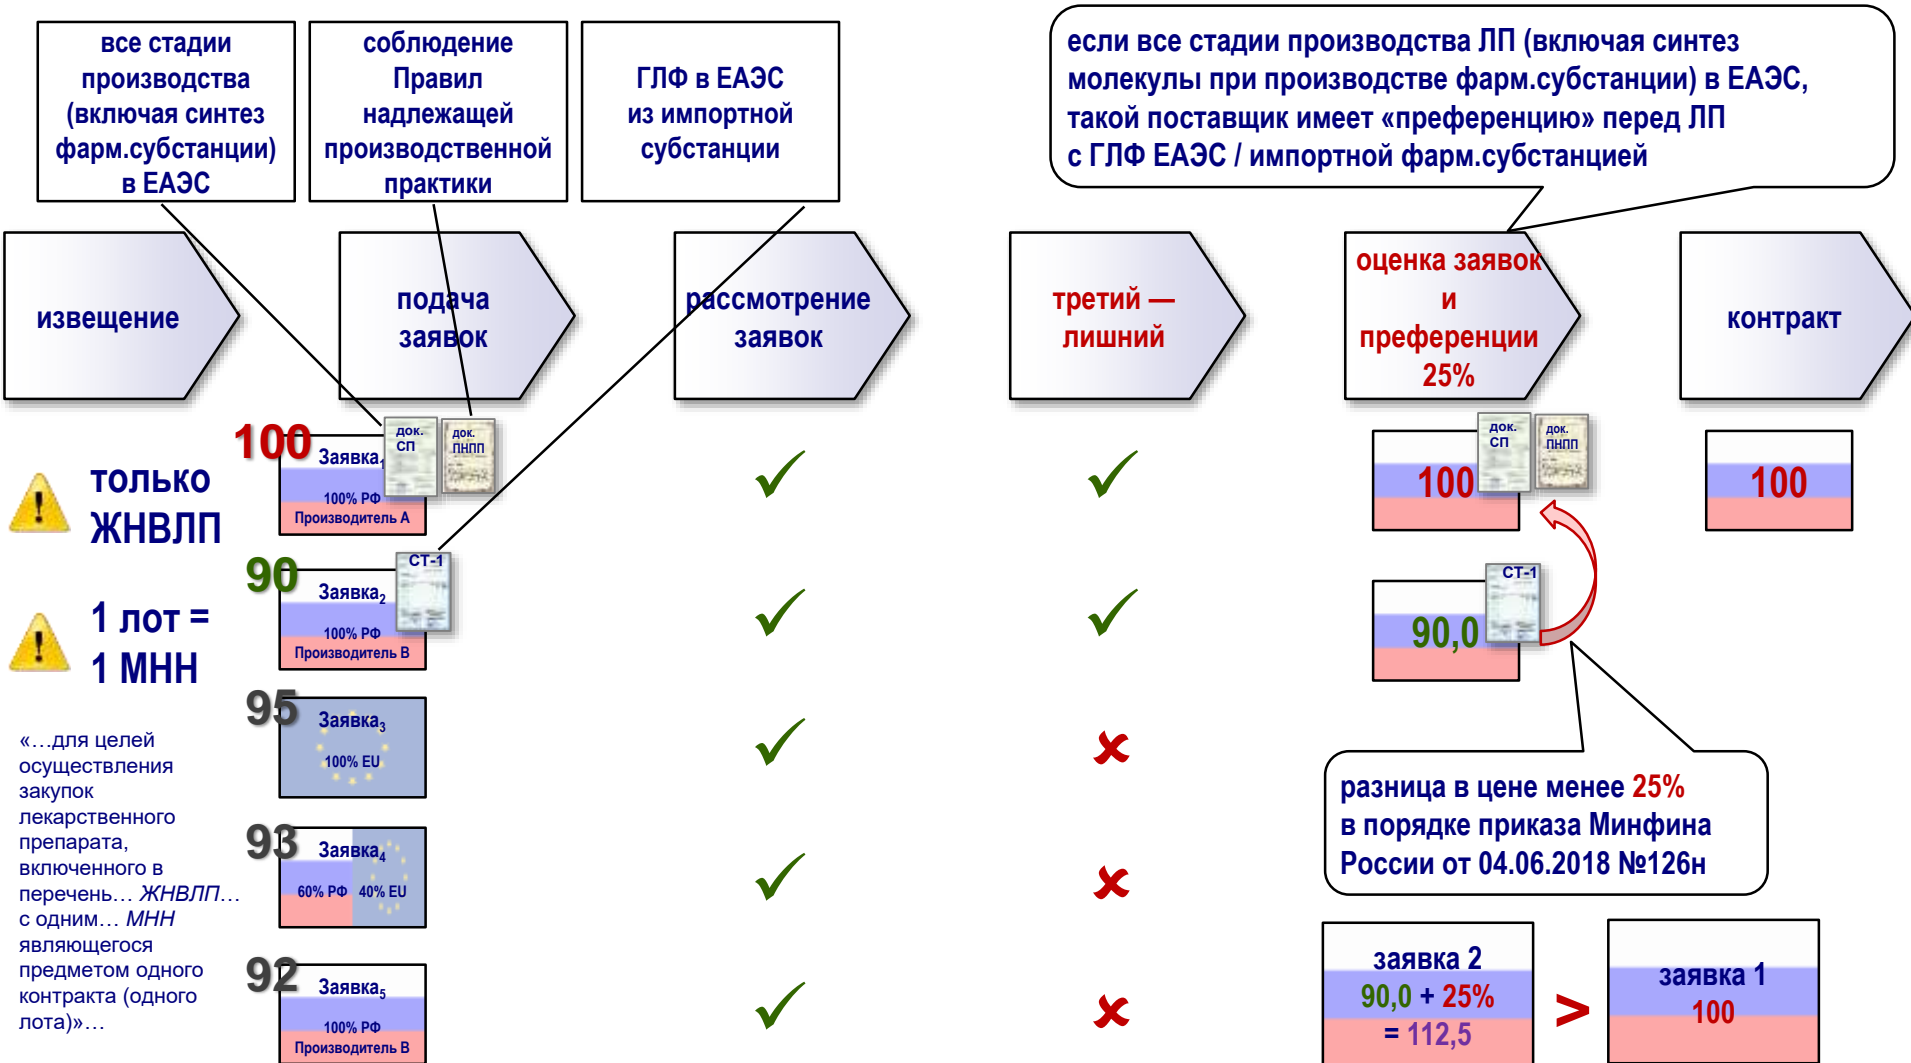 все стадии
производства
(включая синтез
фарм.субстанции)
в ЕАЭС
соблюдение
Правил
надлежащей
производственной
практики
ГЛФ в ЕАЭС
из импортной
субстанции
если все стадии производства ЛП (включая синтез
молекулы при производстве фарм.субстанции) в ЕАЭС,
такой поставщик имеет «преференцию» перед ЛП
с ГЛФ ЕАЭС / импортной фарм.субстанцией
извещение
подача
заявок
рассмотрение
заявок
третий —
лишний
оценка заявок
и
преференции
25%
контракт
только
ЖНВЛП
1 лот =
1 МНН
«…для целей
осуществления
закупок
лекарственного
препарата,
включенного в
перечень… ЖНВЛП…
с одним… МНН
являющегося
предметом одного
контракта (одного
лота)»…
100
Заявка1
100% РФ
Производитель А
док.
СП
док.
ПНПП
90
Заявка2
100% РФ
Производитель В
СТ-1
95
Заявка3
100% EU
93
Заявка4
60% РФ
40% EU
92
Заявка5
100% РФ
Производитель В
100
док.
СП
док.
ПНПП
100
90,0
СТ-1
разница в цене менее 25%
в порядке приказа Минфина
России от 04.06.2018 №126н
заявка 2
90,0 + 25%
= 112,5
>
заявка 1
100